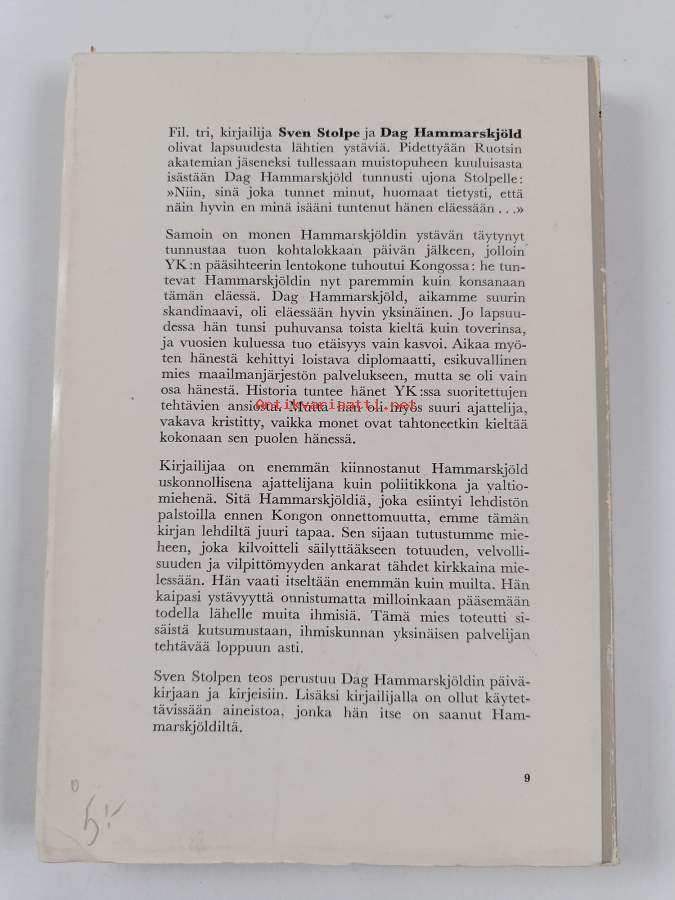 Fil. tri, kirjailija Sven Stolpe ja Dag Hammarskjöld
olivat lapsuudesta lähtien ystäviä. Pidettyään Ruotsin
akatemian jäseneksi tullessaan muistopuheen kuuluisasta
isästään Dag Hammarskjöld tunnusti ujona Stolpelle:
»Niin, sinä joka tunnet minut, huomaat tietysti, että
näin hyvin en minä isääni tuntenut hänen eläessään . . .»
Samoin on monen Hammarskjöldin ystävän täytynyt
tunnustaa tuon kohtalokkaan päivän jälkeen, jolloin
YK:n pääsihteerin lentokone tuhoutui Kongossa: he tun-
tevat Hammarskjöldin nyt paremmin kuin konsanaan
tämän eläessä. Dag Hammarskjöld, aikamme suurin
skandinaavi, oli eläessään hyvin yksinäinen. Jo lapsuu-
dessa hän tunsi puhuvansa toista kieltä kuin toverinsa,
ja vuosien kuluessa tuo etäisyys vain kasvoi. Aikaa myö-
ten hänestä kehittyi loistava diplomaatti, esikuvallinen
mies maailmanjärjestön palvelukseen, mutta se oli vain
osa hänestä. Historia tuntee hänet YK:ssa suoritettujen
tehtävien ansiosta. Mutta hän oli myös suuri ajattelija,
Antikvariaatti.net
vakava kristitty, vaikka monet ovat tahtoneetkin kieltää
kokonaan sen puolen hänessä.
Kirjailijaa on enemmän kiinnostanut Hammarskjöld
uskonnollisena ajattelijana kuin poliitikkona ja valtio-
miehenä. Sitä Hammarskjöldiä, joka esiintyi lehdistön
palstoilla ennen Kongon onnettomuutta, emme tämän
kirjan lehdiltä juuri tapaa. Sen sijaan tutustumme mie-
heen, joka kilvoitteli säilyttääkseen totuuden, velvolli-
suuden ja vilpittömyyden ankarat tähdet kirkkaina mie-
lessään. Hän vaati itseltään enemmän kuin muilta. Hän
kaipasi ystävyyttä onnistumatta milloinkaan pääsemään
todella lähelle muita ihmisiä. Tämä mies toteutti si-
säistä kutsumustaan, ihmiskunnan yksinäisen palvelijan
tehtävää loppuun asti.
Sven Stolpen teos perustuu Dag Hammarskjöldin päivä-
kirjaan ja kirjeisiin. Lisäksi kirjailijalla on ollut käytet-
tävissään aineistoa, jonka hän itse on saanut Ham-
marskjöldiltä.
9